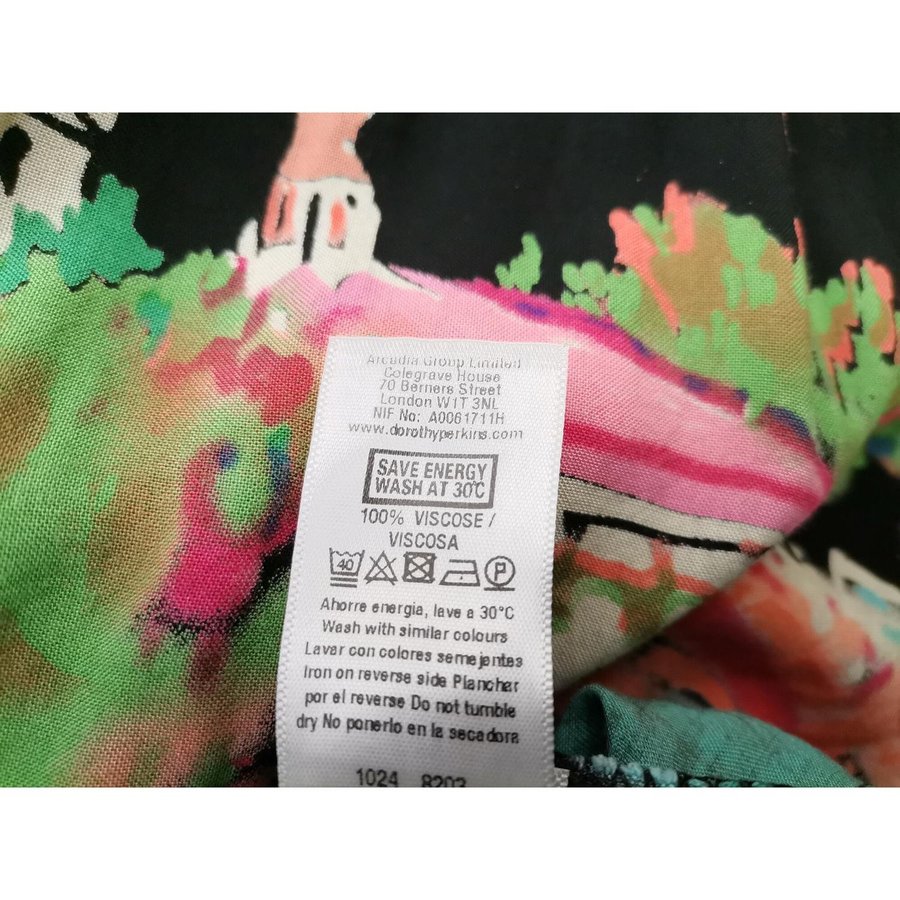 Arcadia Group Limited
Colegrave House
70 Berners Street
London W1T 3NL
NIF No: A0061711H
www.dorothyperkins.com
SAVE ENERGY
WASH AT 30°C
100% VISCOSE /
VISCOSA
40 P
Ahorre energia, lave a 30°C
Wash with similar colours
Lavar con colores semejantes
Iron on reverse side Planchar
por el reverse Do not tumble
dry No ponerlo en la secadora
1024 8203